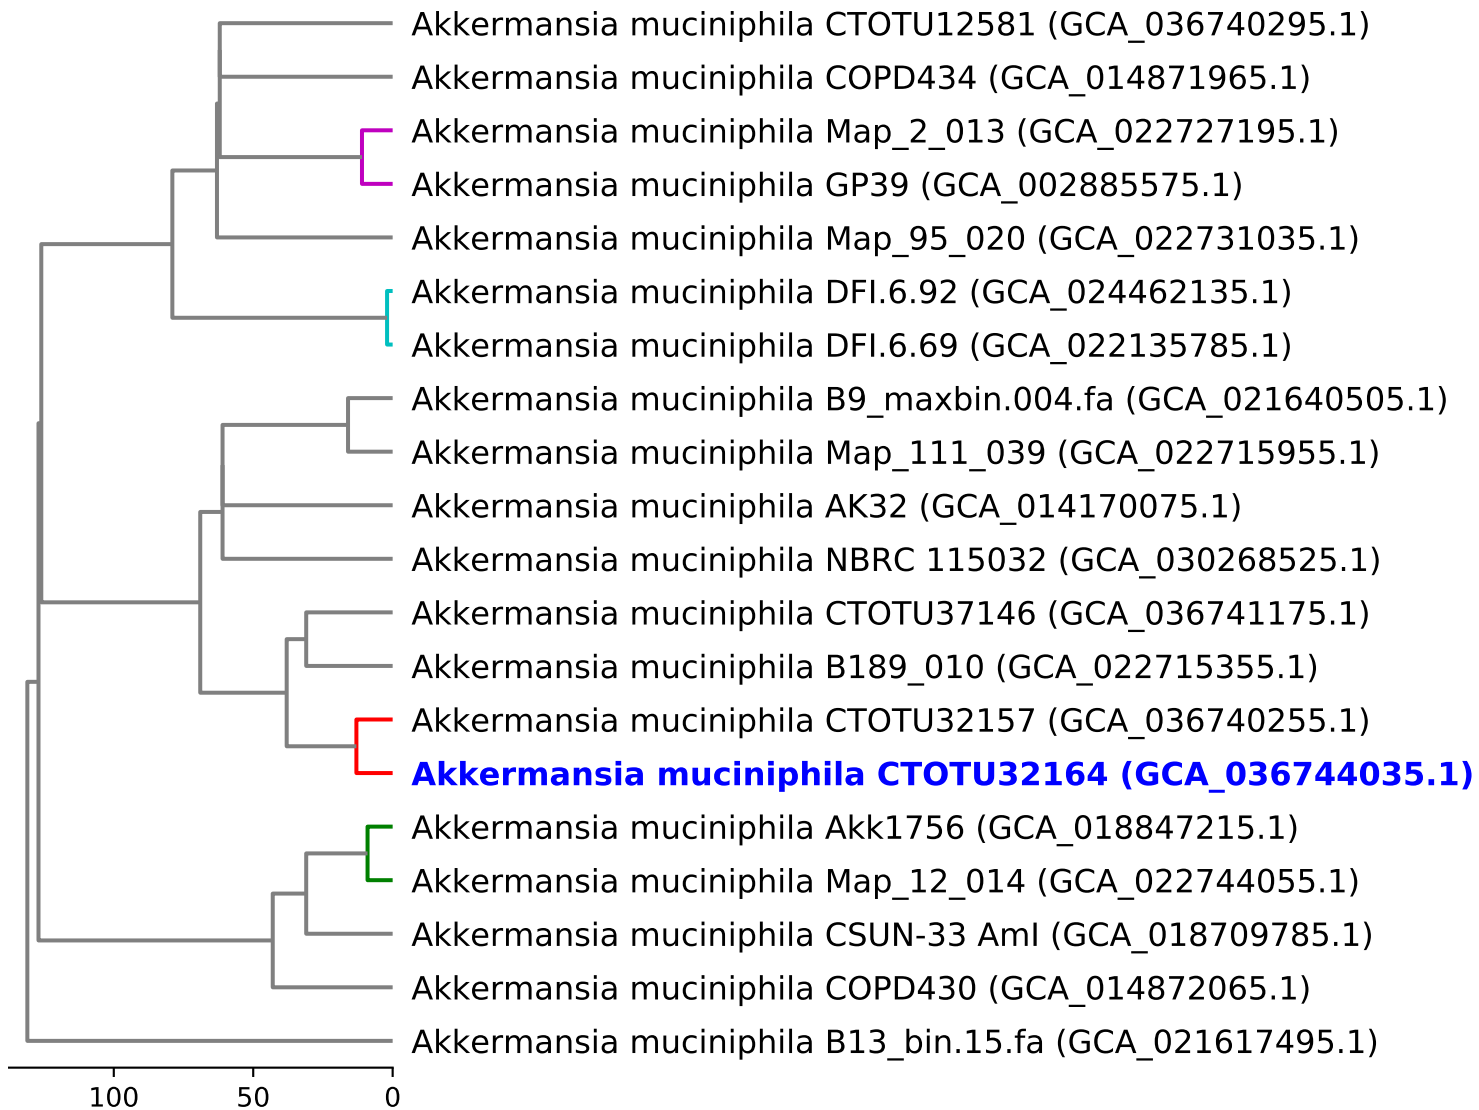 Akkermansia muciniphila CTOTU12581 (GCA_036740295.1)
Akkermansia muciniphila COPD434 (GCA_014871965.1)
Akkermansia muciniphila Map_2_013 (GCA_022727195.1)
Akkermansia muciniphila GP39 (GCA_002885575.1)
Akkermansia muciniphila Map_95_020 (GCA_022731035.1)
Akkermansia muciniphila DFI.6.92 (GCA_024462135.1)
Akkermansia muciniphila DFI.6.69 (GCA_022135785.1)
Akkermansia muciniphila B9_maxbin.004.fa (GCA_021640505.1)
Akkermansia muciniphila Map_111_039 (GCA_022715955.1)
Akkermansia muciniphila AK32 (GCA_014170075.1)
Akkermansia muciniphila NBRC 115032 (GCA_030268525.1)
Akkermansia muciniphila CTOTU37146 (GCA_036741175.1)
Akkermansia muciniphila B189_010 (GCA_022715355.1)
Akkermansia muciniphila CTOTU32157 (GCA_036740255.1)
Akkermansia muciniphila CTOTU32164 (GCA_036744035.1)
Akkermansia muciniphila Akk1756 (GCA_018847215.1)
Akkermansia muciniphila Map_12_014 (GCA_022744055.1)
Akkermansia muciniphila CSUN-33 AmI (GCA_018709785.1)
Akkermansia muciniphila COPD430 (GCA_014872065.1)
Akkermansia muciniphila B13_bin.15.fa (GCA_021617495.1)
100 50 0